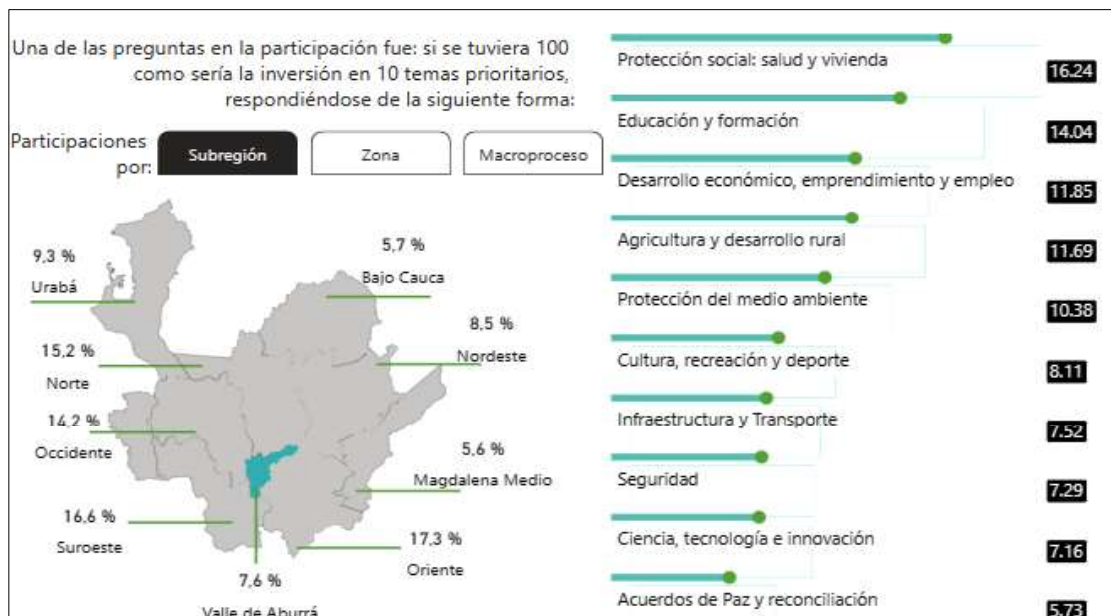 Una de las preguntas en la participación fue: si se tuviera 100
como sería la inversión en 10 temas prioritarios,
respondiéndose de la siguiente forma:
Participaciones
por:
Subregión
Zona
Macroproceso
9,3 %
Urabá
5,7 %
Bajo Cauca
8,5 %
Nordeste
15,2 %
Norte
14,2 %
Occidente
5,6 %
Magdalena Medio
16,6 %
Suroeste
17,3 %
Oriente
7,6 %
Valle de Aburrá
Protección social: salud y vivienda
16.24
Educación y formación
14.04
Desarrollo económico, emprendimiento y empleo
11.85
Agricultura y desarrollo rural
11.69
Protección del medio ambiente
10.38
Cultura, recreación y deporte
8.11
Infraestructura y Transporte
7.52
Seguridad
7.29
Ciencia, tecnología e innovación
7.16
Acuerdos de Paz y reconciliación
5.73